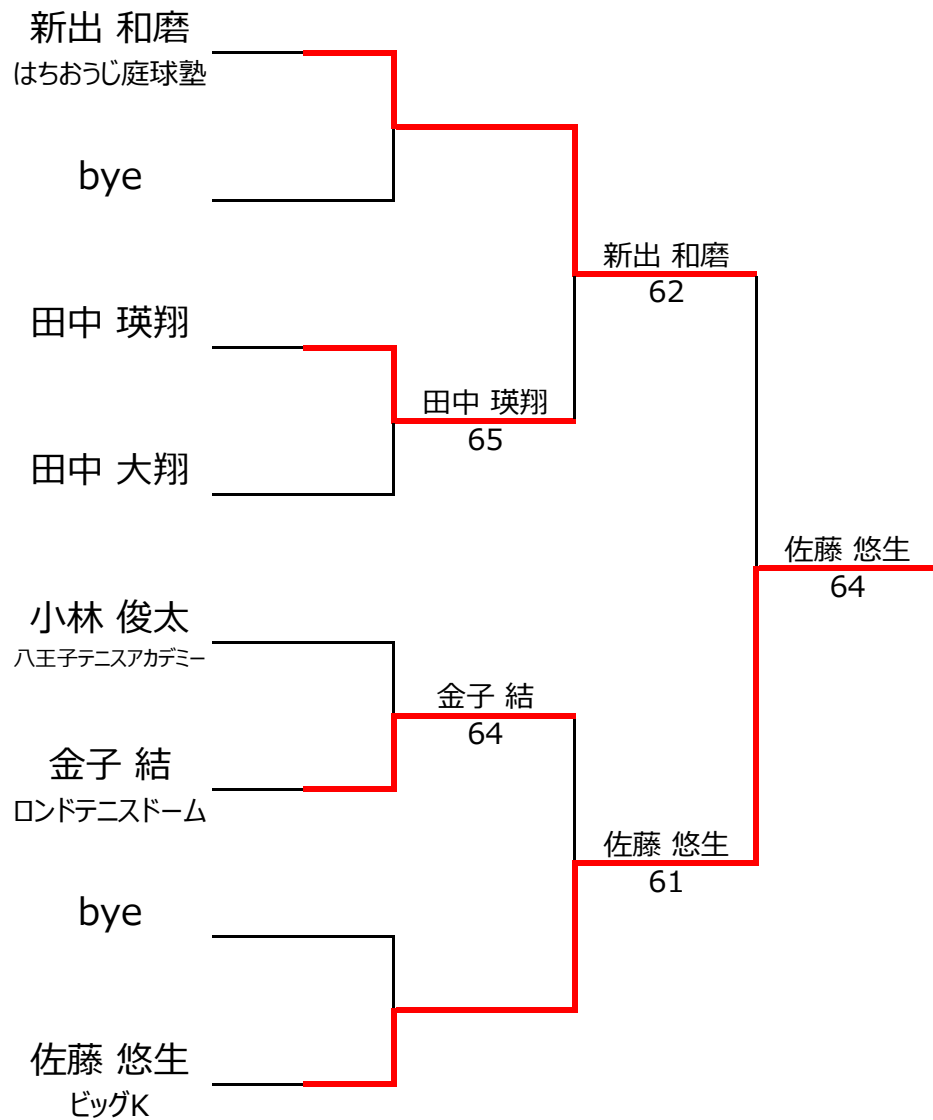 新出 和磨
はちおうじ庭球塾
bye
新出 和磨
62
田中 瑛翔
田中 瑛翔
65
田中 大翔
佐藤 悠生
64
小林 俊太
八王子テニスアカデミー
金子 結
64
金子 結
ロンドテニスドーム
佐藤 悠生
61
bye
佐藤 悠生
ビッグK